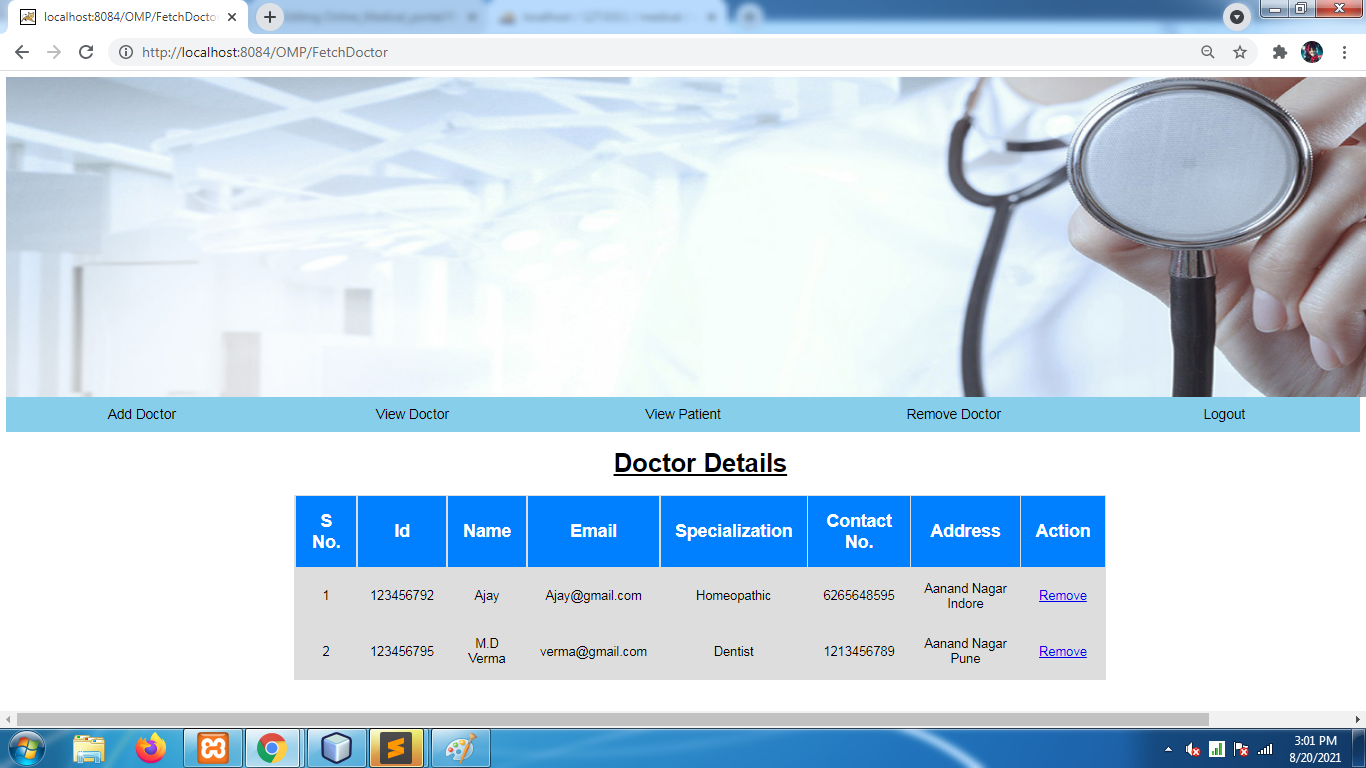 localhost:8084/OMP/FetchDocto
http://localhost:8084/OMP/FetchDoctor
Add Doctor View Doctor View Patient Remove Doctor Logout
Doctor Details
S No. Id Name Email Specialization Contact No. Address Action
1 123456792 Ajay Ajay@gmail.com Homeopathic 6265648595 Aanand Nagar Indore Remove
2 123456795 M.D Verma verma@gmail.com Dentist 1213456789 Aanand Nagar Pune Remove
3:01 PM
8/20/2021